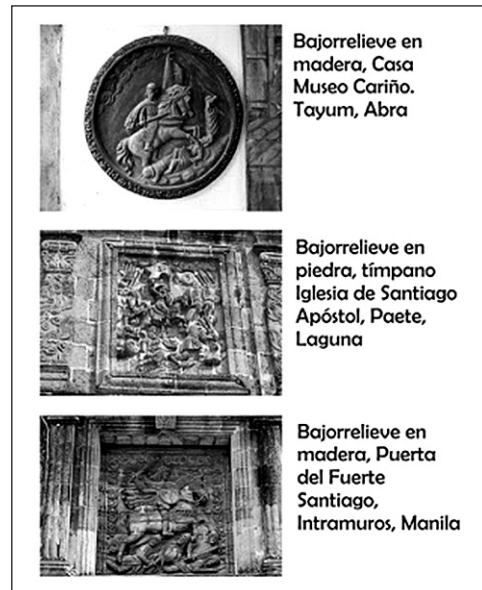 Bajorrelieve en
madera, Casa
Museo Cariño.
Tayum, Abra
Bajorrelieve en
piedra, tímpano
Iglesia de Santiago
Apóstol, Paete,
Laguna
Bajorrelieve en
madera, Puerta
del Fuerte
Santiago,
Intramuros, Manila